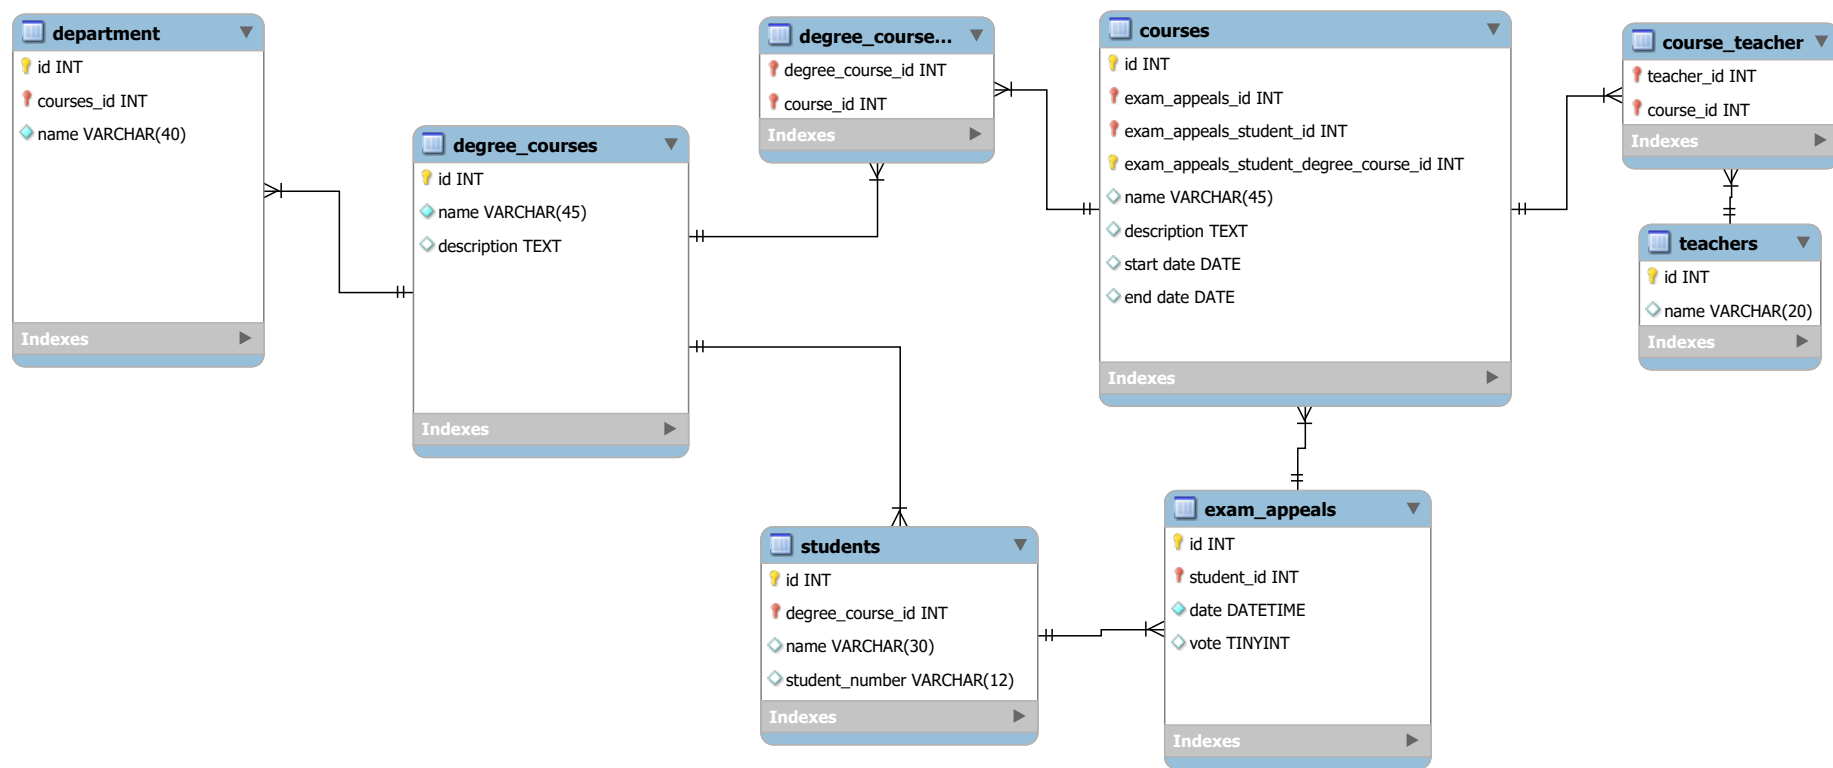 department
id INT
courses_id INT
name VARCHAR(40)
Indexes
degree_courses
id INT
name VARCHAR(45)
description TEXT
Indexes
degree_course...
degree_course_id INT
course_id INT
Indexes
courses
id INT
exam_appeals_id INT
exam_appeals_student_id INT
exam_appeals_student_degree_course_id INT
name VARCHAR(45)
description TEXT
start date DATE
end date DATE
Indexes
course_teacher
teacher_id INT
course_id INT
Indexes
teachers
id INT
name VARCHAR(20)
Indexes
students
id INT
degree_course_id INT
name VARCHAR(30)
student_number VARCHAR(12)
Indexes
exam_appeals
id INT
student_id INT
date DATETIME
vote TINYINT
Indexes